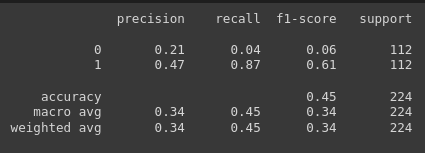 precision recall f1-score support
0 0.21 0.04 0.06 112
1 0.47 0.87 0.61 112
accuracy 0.45 224
macro avg 0.34 0.45 0.34 224
weighted avg 0.34 0.45 0.34 224